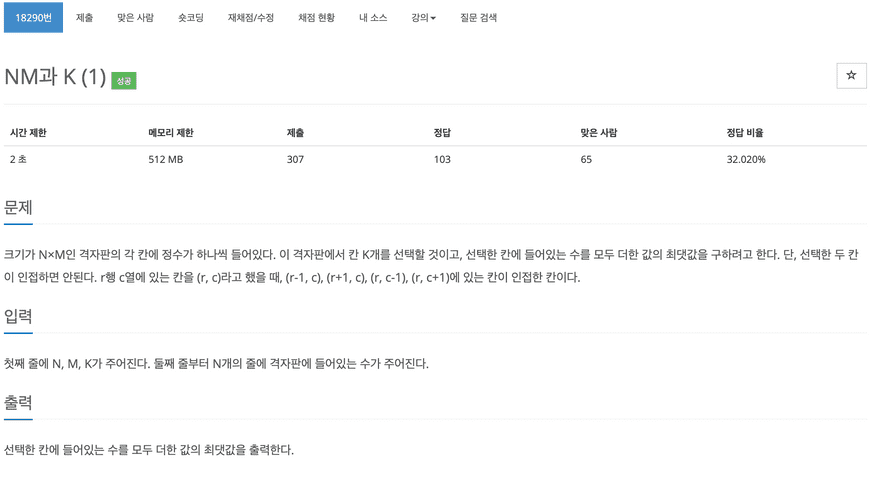 18290번 제출 맞은 사람 숏코딩 재채점/수정 채점 현황 내 소스 강의 질문 검색
NM과 K (1) 성공
시간 제한 메모리 제한 제출 정답 맞은 사람 정답 비율
2 초 512 MB 307 103 65 32.020%
문제
크기가 N×M인 격자판의 각 칸에 정수가 하나씩 들어있다. 이 격자판에서 칸 K개를 선택할 것이고, 선택한 칸에 들어있는 수를 모두 더한 값의 최댓값을 구하려고 한다. 단, 선택한 두 칸
이 인접하면 안된다. r행 c열에 있는 칸을 (r, c)라고 했을 때, (r-1, c), (r+1, c), (r, c-1), (r, c+1)에 있는 칸이 인접한 칸이다.
입력
첫째 줄에 N, M, K가 주어진다. 둘째 줄부터 N개의 줄에 격자판에 들어있는 수가 주어진다.
출력
선택한 칸에 들어있는 수를 모두 더한 값의 최댓값을 출력한다.